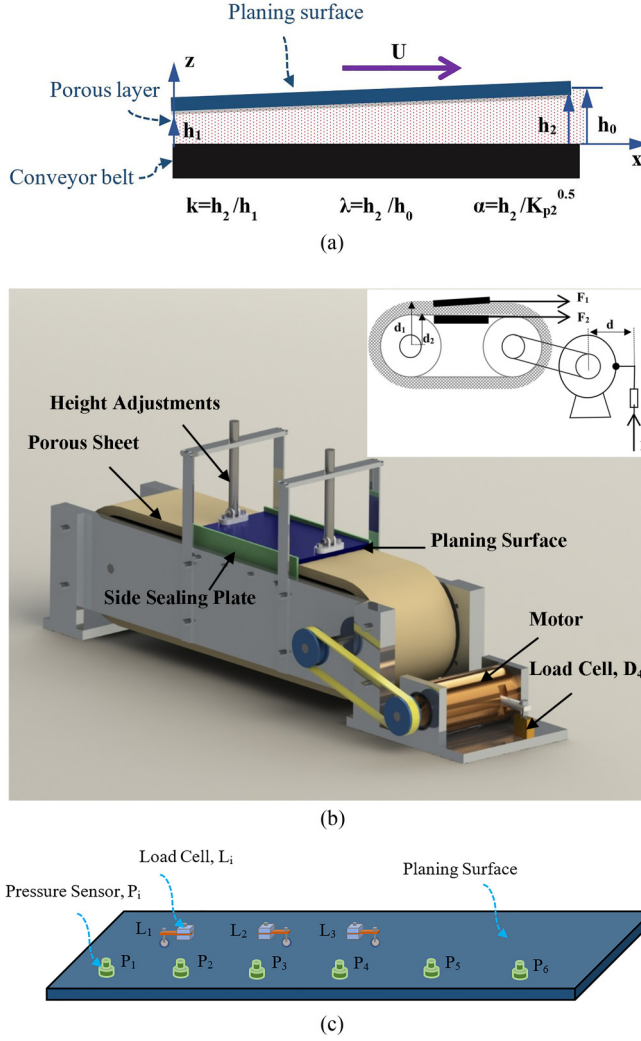 Planing surface
z
U
Porous layer
h1
h2
h0
x
Conveyor belt
k=h2/h1 λ=h2/h0 α=h2/Kp2^0.5
(a)
F1
F2
d
d1
d2
Height Adjustments
Porous Sheet
Planing Surface
Side Sealing Plate
Motor
Load Cell, D4
(b)
Load Cell, Li
Planing Surface
Pressure Sensor, Pi
L1 L2 L3
P1 P2 P3 P4 P5 P6
(c)